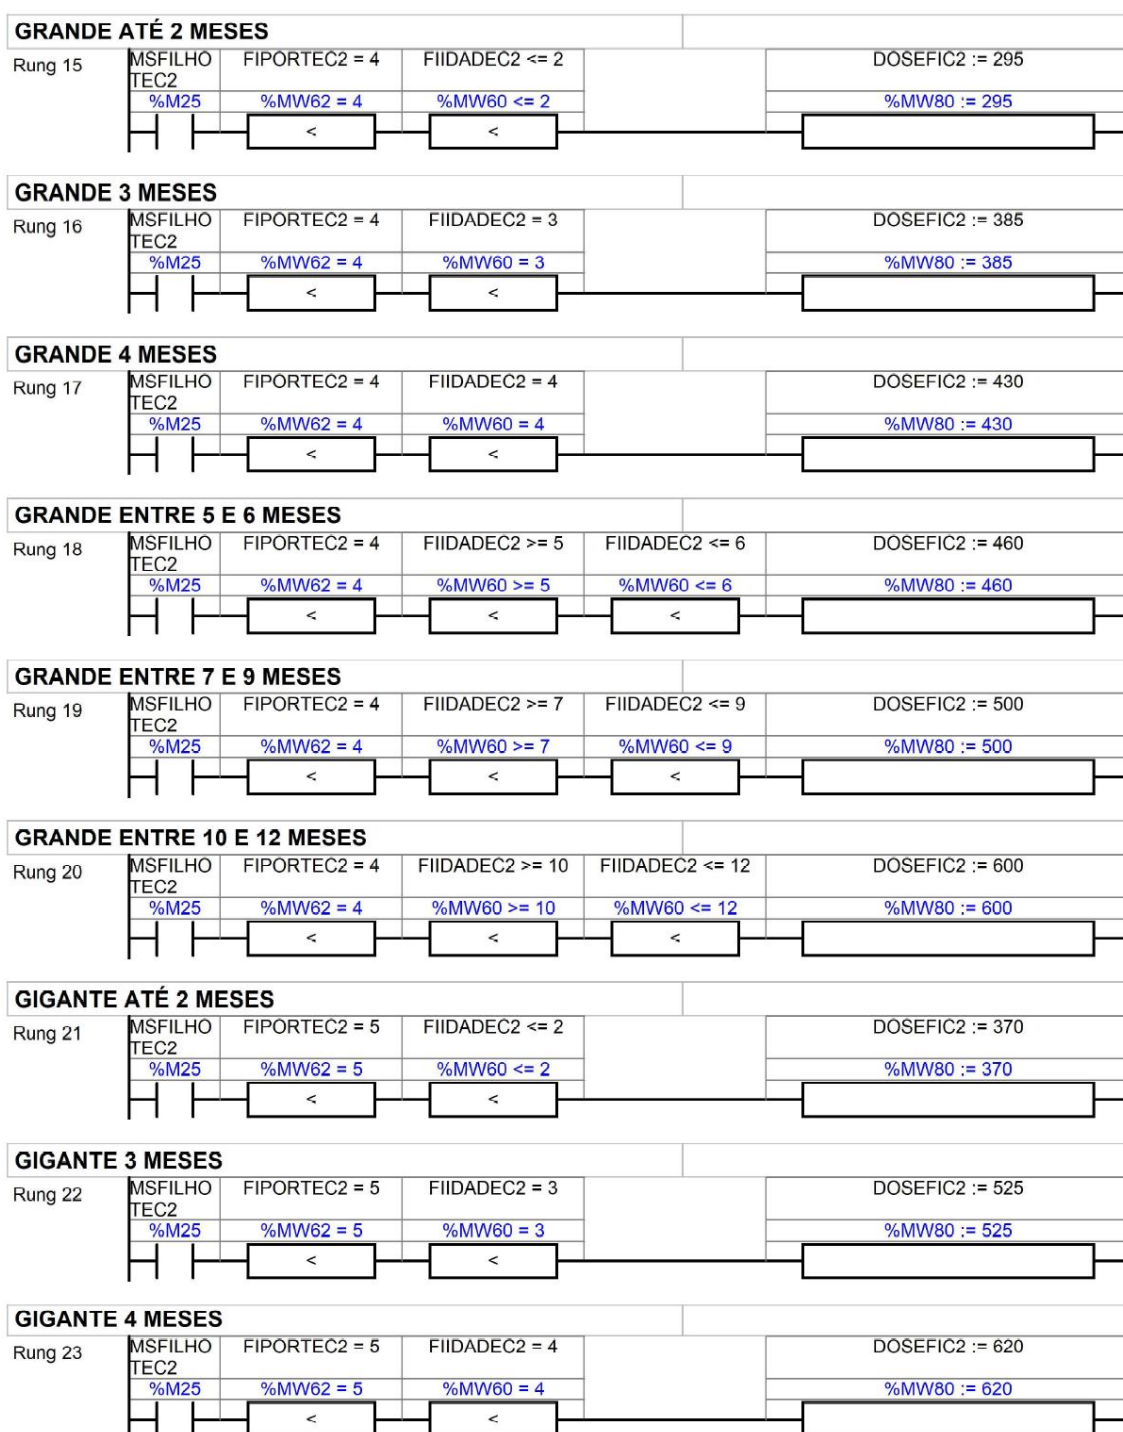 GRANDE ATÉ 2 MESES
Rung 15
MSFILHO FIPORTEC2 = 4 FIIDADEC2 <= 2 DOSEFIC2 := 295
TEC2
%M25 %MW62 = 4 %MW60 <= 2 %MW80 := 295
< <
GRANDE 3 MESES
Rung 16
MSFILHO FIPORTEC2 = 4 FIIDADEC2 = 3 DOSEFIC2 := 385
TEC2
%M25 %MW62 = 4 %MW60 = 3 %MW80 := 385
< <
GRANDE 4 MESES
Rung 17
MSFILHO FIPORTEC2 = 4 FIIDADEC2 = 4 DOSEFIC2 := 430
TEC2
%M25 %MW62 = 4 %MW60 = 4 %MW80 := 430
< <
GRANDE ENTRE 5 E 6 MESES
Rung 18
MSFILHO FIPORTEC2 = 4 FIIDADEC2 >= 5 FIIDADEC2 <= 6 DOSEFIC2 := 460
TEC2
%M25 %MW62 = 4 %MW60 >= 5 %MW60 <= 6 %MW80 := 460
< < <
GRANDE ENTRE 7 E 9 MESES
Rung 19
MSFILHO FIPORTEC2 = 4 FIIDADEC2 >= 7 FIIDADEC2 <= 9 DOSEFIC2 := 500
TEC2
%M25 %MW62 = 4 %MW60 >= 7 %MW60 <= 9 %MW80 := 500
< < <
GRANDE ENTRE 10 E 12 MESES
Rung 20
MSFILHO FIPORTEC2 = 4 FIIDADEC2 >= 10 FIIDADEC2 <= 12 DOSEFIC2 := 600
TEC2
%M25 %MW62 = 4 %MW60 >= 10 %MW60 <= 12 %MW80 := 600
< < <
GIGANTE ATÉ 2 MESES
Rung 21
MSFILHO FIPORTEC2 = 5 FIIDADEC2 <= 2 DOSEFIC2 := 370
TEC2
%M25 %MW62 = 5 %MW60 <= 2 %MW80 := 370
< <
GIGANTE 3 MESES
Rung 22
MSFILHO FIPORTEC2 = 5 FIIDADEC2 = 3 DOSEFIC2 := 525
TEC2
%M25 %MW62 = 5 %MW60 = 3 %MW80 := 525
< <
GIGANTE 4 MESES
Rung 23
MSFILHO FIPORTEC2 = 5 FIIDADEC2 = 4 DOSEFIC2 := 620
TEC2
%M25 %MW62 = 5 %MW60 = 4 %MW80 := 620
< <